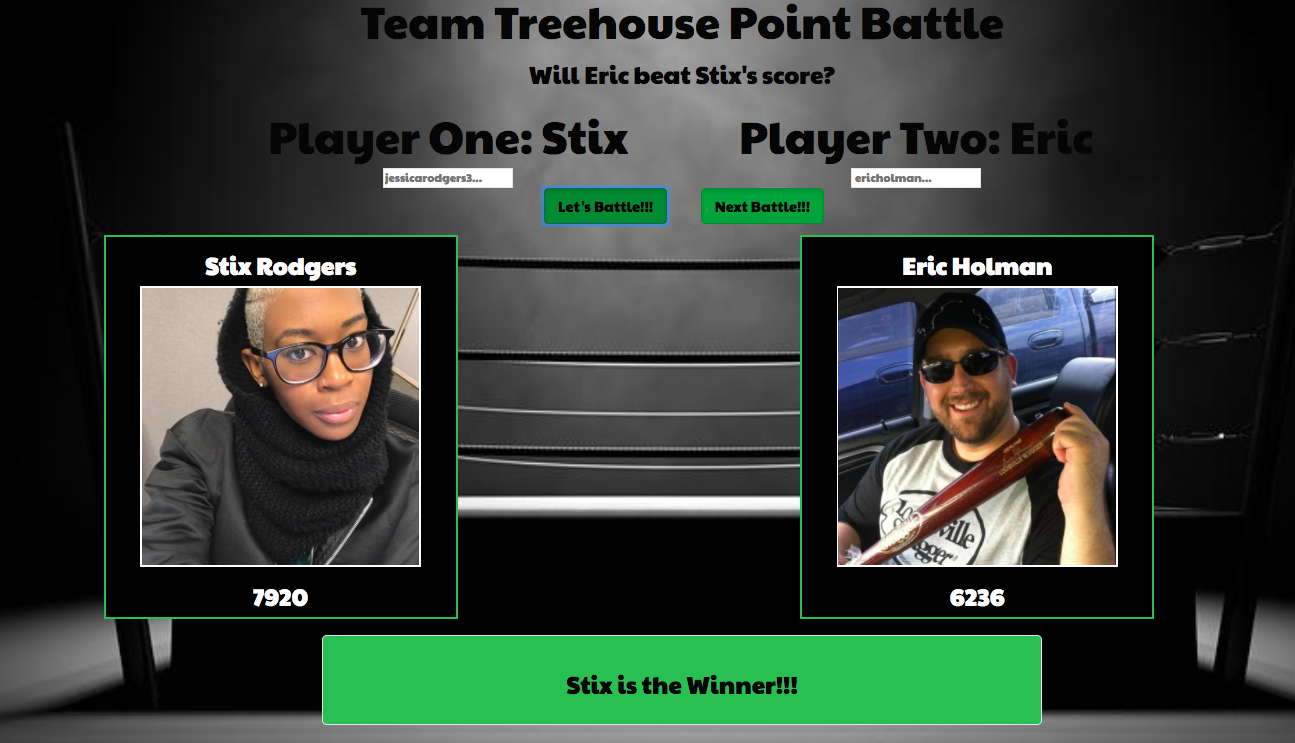 Team Treehouse Point Battle
Will Eric beat Stix's score?
Player One: Stix Player Two: Eric
jessicarodgers3... ericholman...
Let's Battle!!! Next Battle!!!
Stix Rodgers Eric Holman
7920 6236
Stix is the Winner!!!